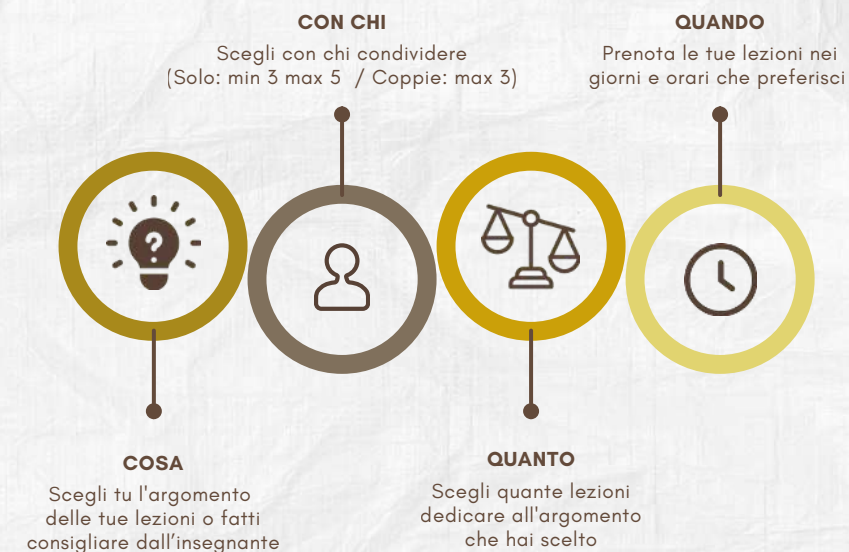 CON CHI
Scegli con chi condividere
(Solo: min 3 max 5 / Coppie: max 3)
QUANDO
Prenota le tue lezioni nei
giorni e orari che preferisci
?
COSA
Scegli tu l'argomento
delle tue lezioni o fatti
consigliare dall’insegnante
QUANTO
Scegli quante lezioni
dedicare all'argomento
che hai scelto